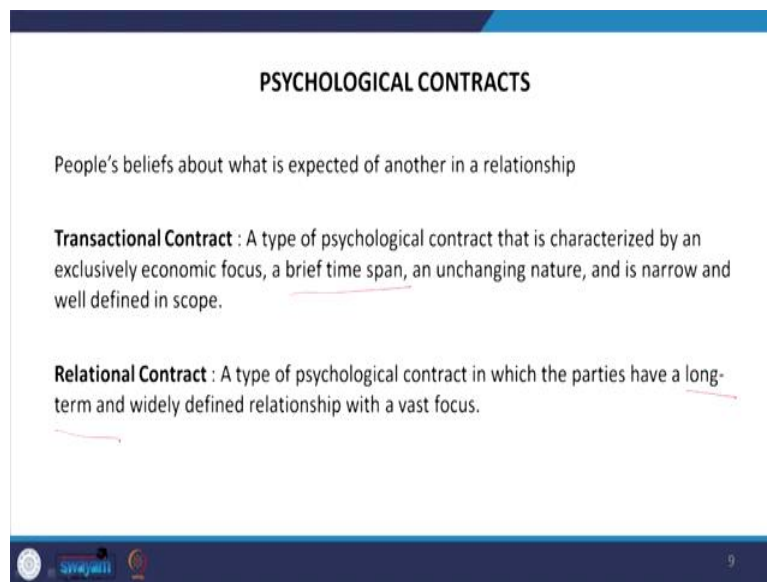 PSYCHOLOGICAL CONTRACTS
People's beliefs about what is expected of another in a relationship
Transactional Contract : A type of psychological contract that is characterized by an
exclusively economic focus, a brief time span, an unchanging nature, and is narrow and
well defined in scope.
Relational Contract : A type of psychological contract in which the parties have a long-
term and widely defined relationship with a vast focus.
swayam
9